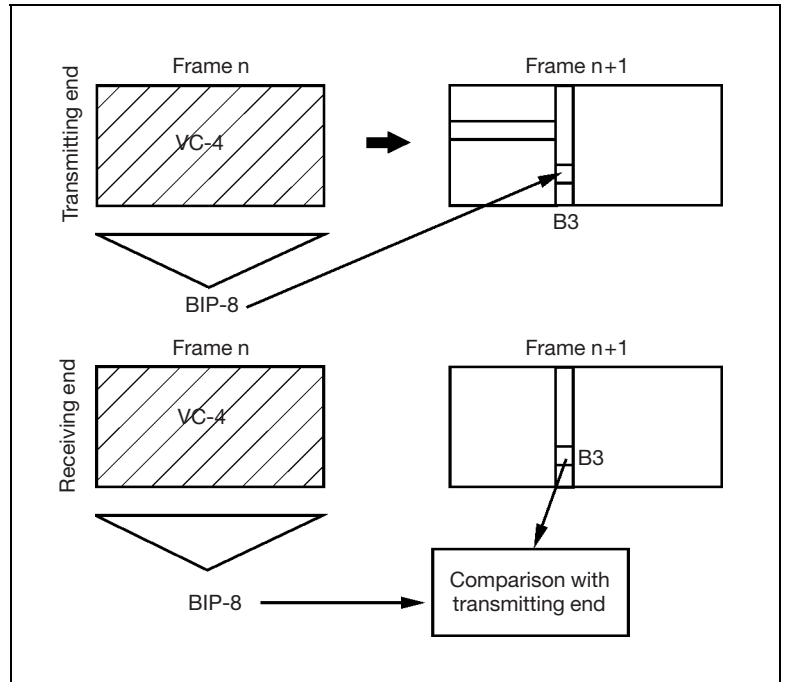 Frame n
Frame n+1
Transmitting end
VC-4
B3
BIP-8
Frame n
Frame n+1
Receiving end
VC-4
B3
BIP-8
Comparison with
transmitting end